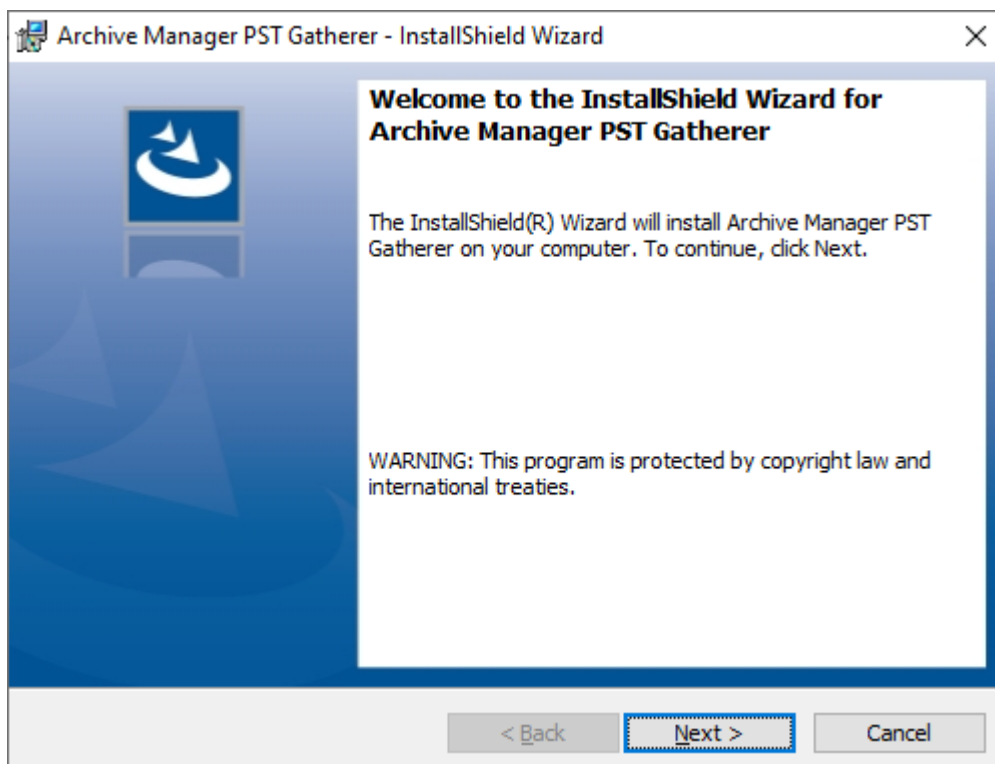 Archive Manager PST Gatherer - InstallShield Wizard
Welcome to the InstallShield Wizard for
Archive Manager PST Gatherer
The InstallShield(R) Wizard will install Archive Manager PST
Gatherer on your computer. To continue, click Next.
WARNING: This program is protected by copyright law and
international treaties.
< Back
Next >
Cancel